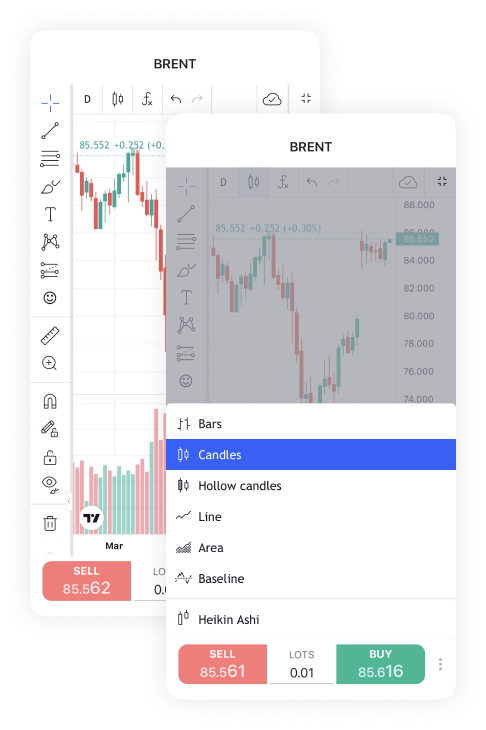 BRENT
D
85.552 +0.252 (+0.
Mar
SELL
85.562
LO
0.0
BRENT
D
88.000
85.552 +0.252 (+0.30%)
85.552
84.000
82.000
80.000
78.000
76.000
74.000
Bars
Candles
Hollow candles
Line
Area
Baseline
Heikin Ashi
SELL
85.561
LOTS
0.01
BUY
85.616